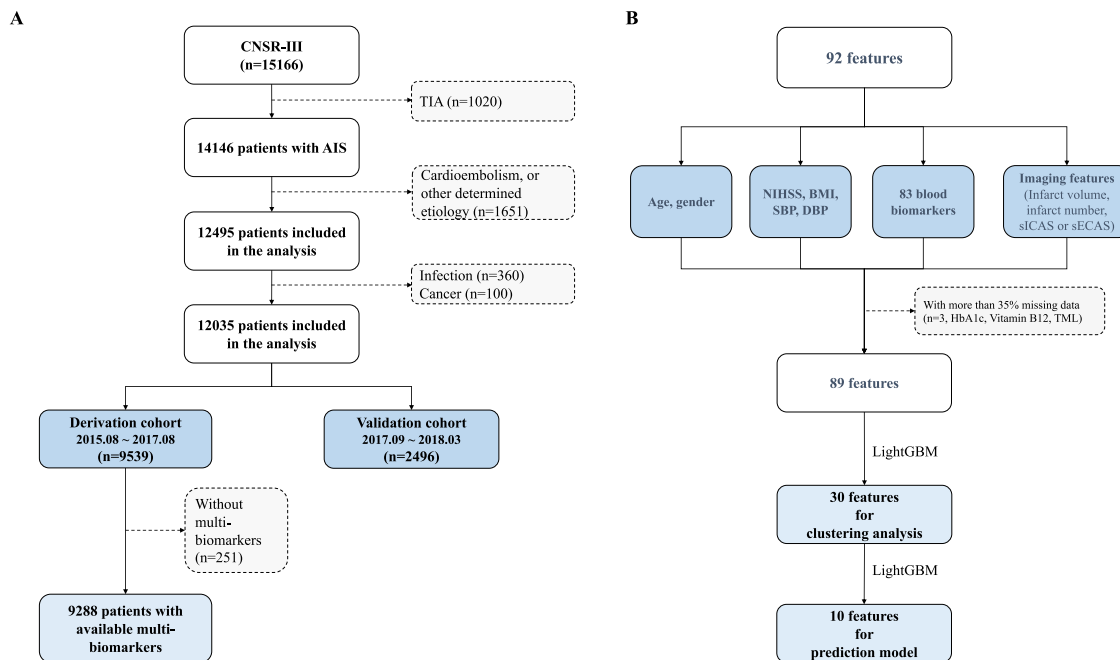 A
CNSR-III
(n=15166)
TIA (n=1020)
14146 patients with AIS
Cardioembolism, or
other determined
etiology (n=1651)
12495 patients included
in the analysis
Infection (n=360)
Cancer (n=100)
12035 patients included
in the analysis
Derivation cohort
2015.08 ~ 2017.08
(n=9539)
Validation cohort
2017.09 ~ 2018.03
(n=2496)
Without
multi-
biomarkers
(n=251)
9288 patients with
available multi-
biomarkers
B
92 features
Age, gender
NIHSS, BMI,
SBP, DBP
83 blood
biomarkers
Imaging features
(Infarct volume,
infarct number,
sICAS or sECAS)
With more than 35% missing data
(n=3, HbA1c, Vitamin B12, TML)
89 features
LightGBM
30 features
for
clustering analysis
LightGBM
10 features
for
prediction model